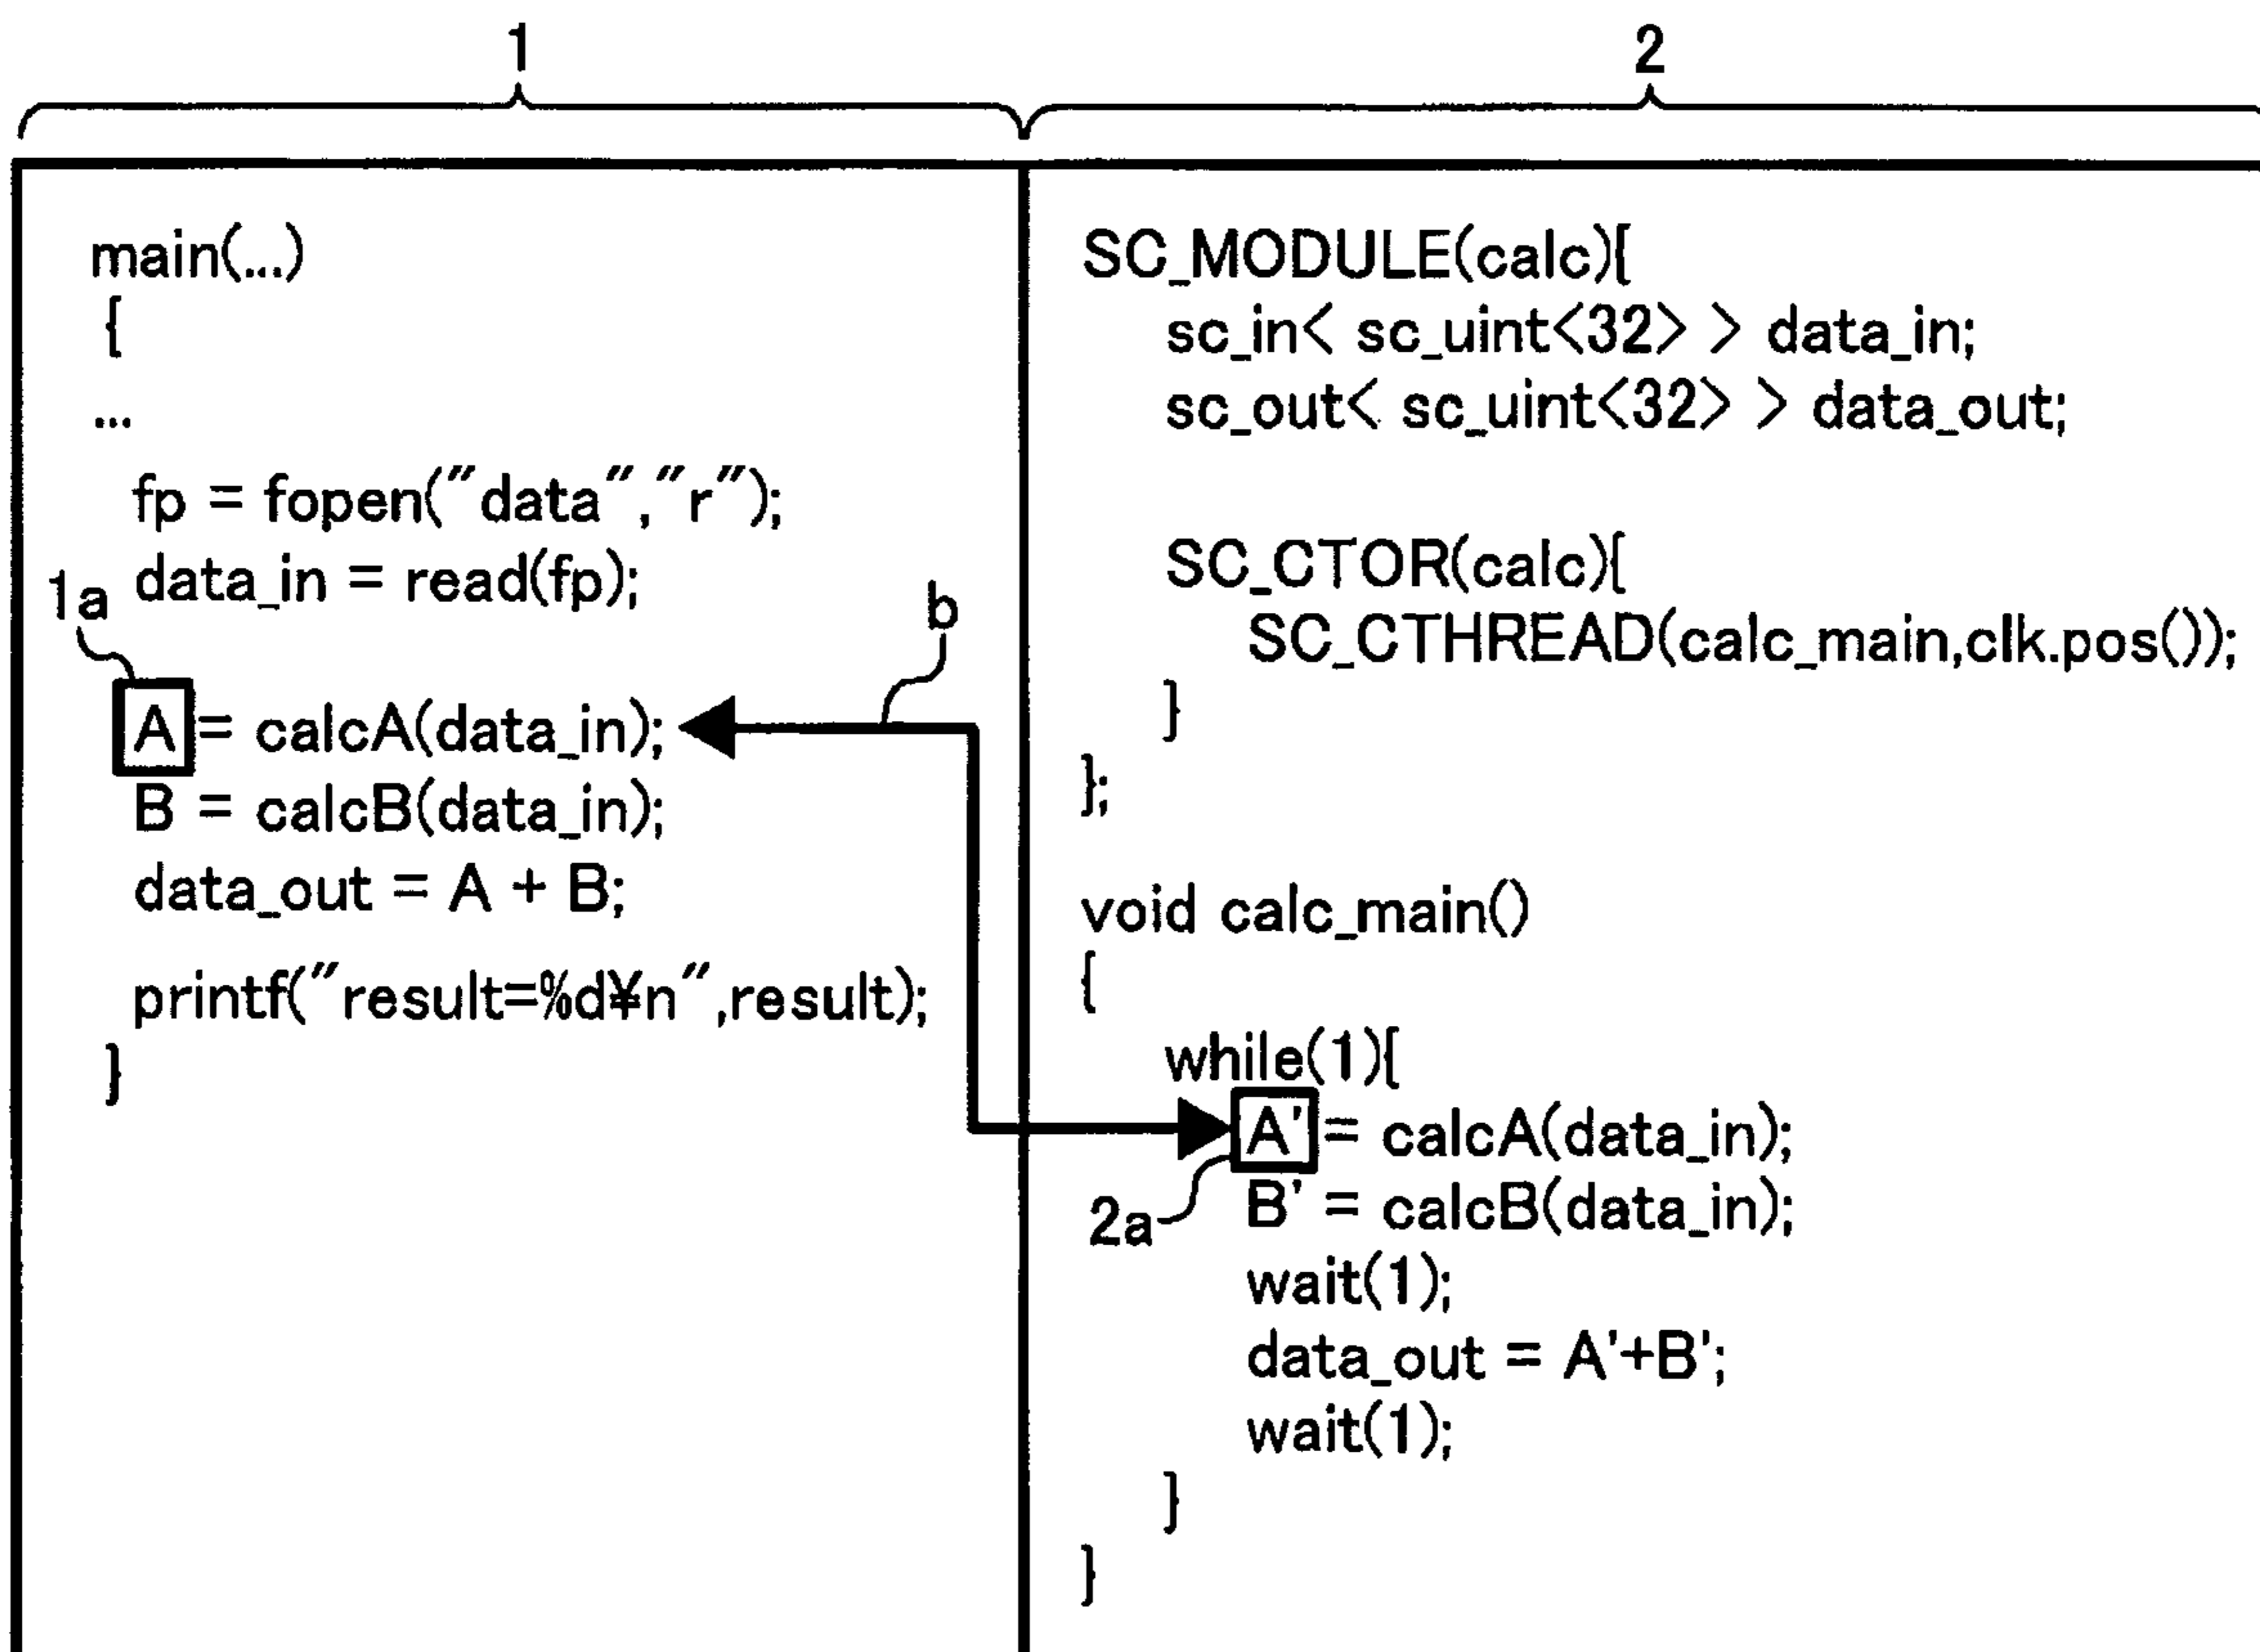 1
2
main(...)
{
...
fp = fopen("data","r");
data_in = read(fp);
1a
b
A = calcA(data_in);
B = calcB(data_in);
data_out = A + B;
printf("result=%d¥n",result);
}
SC_MODULE(calc){
sc_in< sc_uint<32> > data_in;
sc_out< sc_uint<32> > data_out;
SC_CTOR(calc){
SC_CTHREAD(calc_main,clk.pos());
}
};
void calc_main()
{
while(1){
A' = calcA(data_in);
2a
B' = calcB(data_in);
wait(1);
data_out = A'+B';
wait(1);
}
}